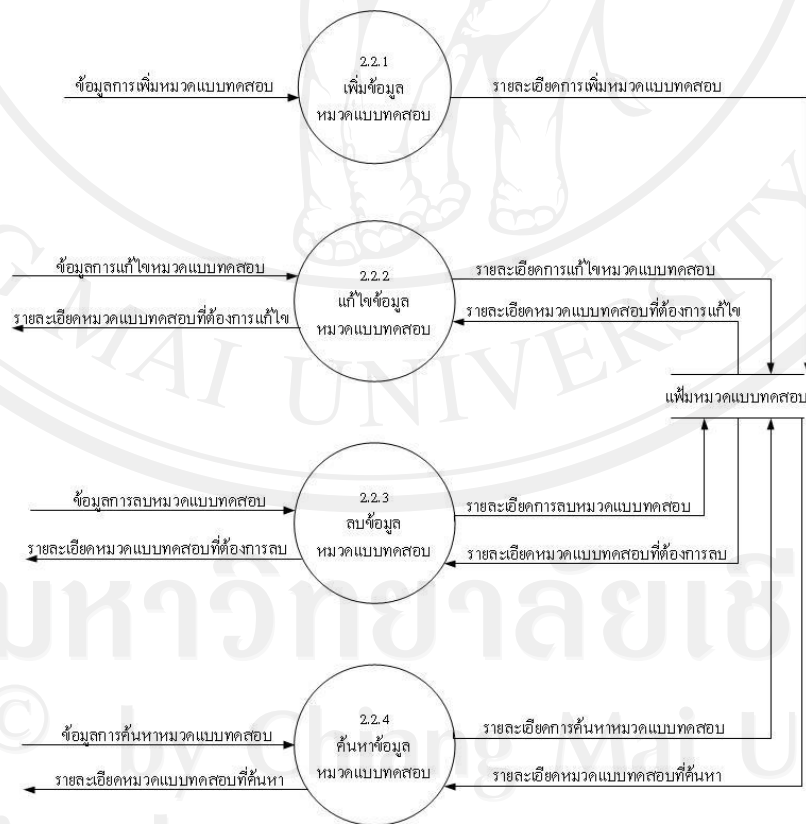 2.2.1
เพิ่มข้อมูล
หมวดแบบทดสอบ
ข้อมูลการเพิ่มหมวดแบบทดสอบ
รายละเอียดการเพิ่มหมวดแบบทดสอบ
2.2.2
แก้ไขข้อมูล
หมวดแบบทดสอบ
ข้อมูลการแก้ไขหมวดแบบทดสอบ
รายละเอียดการแก้ไขหมวดแบบทดสอบ
รายละเอียดหมวดแบบทดสอบที่ต้องการแก้ไข
รายละเอียดหมวดแบบทดสอบที่ต้องการแก้ไข
แฟ้มหมวดแบบทดสอบ
2.2.3
ลบข้อมูล
หมวดแบบทดสอบ
ข้อมูลการลบหมวดแบบทดสอบ
รายละเอียดการลบหมวดแบบทดสอบ
รายละเอียดหมวดแบบทดสอบที่ต้องการลบ
รายละเอียดหมวดแบบทดสอบที่ต้องการลบ
2.2.4
ค้นหาข้อมูล
หมวดแบบทดสอบ
ข้อมูลการค้นหาหมวดแบบทดสอบ
รายละเอียดการค้นหาหมวดแบบทดสอบ
รายละเอียดหมวดแบบทดสอบที่ค้นหา
รายละเอียดหมวดแบบทดสอบที่ค้นหา
G MAI UNIVERSITY
มหาวิทยาลัยเชี
© by Chiang Mai U